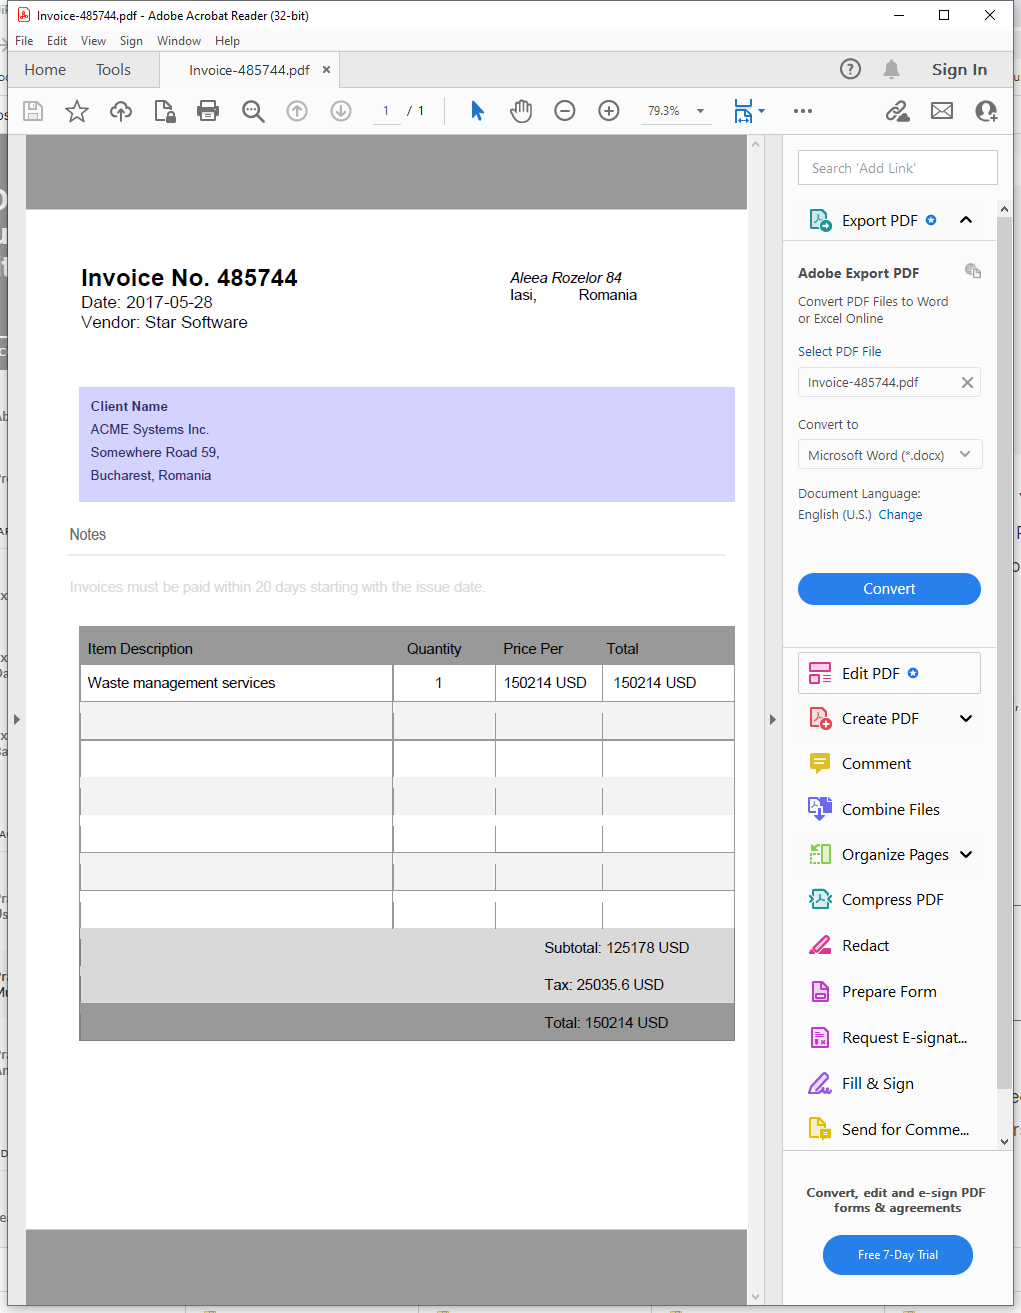 Invoice-485744.pdf - Adobe Acrobat Reader (32-bit)
File Edit View Sign Window Help
Home Tools Invoice-485744.pdf × Sign In
1 / 1 79.3%
Search 'Add Link'
Export PDF
Adobe Export PDF
Convert PDF Files to Word
or Excel Online
Select PDF File
Invoice-485744.pdf
Convert to
Microsoft Word (*.docx)
Document Language:
English (U.S.) Change
Convert
Edit PDF
Create PDF
Comment
Combine Files
Organize Pages
Compress PDF
Redact
Prepare Form
Request E-signat...
Fill & Sign
Send for Comme...
Convert, edit and e-sign PDF
forms & agreements
Free 7-Day Trial
Invoice No. 485744
Date: 2017-05-28
Vendor: Star Software
Aleea Rozelor 84
Iasi, Romania
Client Name
ACME Systems Inc.
Somewhere Road 59,
Bucharest, Romania
Notes
Invoices must be paid within 20 days starting with the issue date.
Item Description Quantity Price Per Total
Waste management services 1 150214 USD 150214 USD
Subtotal: 125178 USD
Tax: 25035.6 USD
Total: 150214 USD